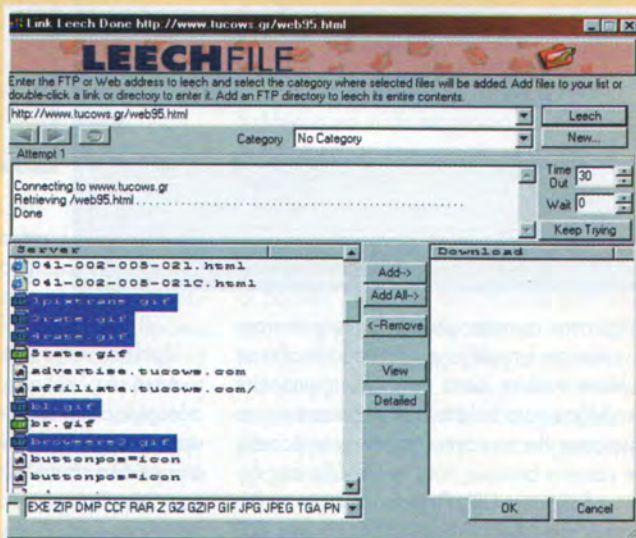 Link Leech Done http://www.tucows.gr/web95.html
LEECHFILE
Enter the FTP or Web address to leech and select the category where selected files will be added. Add files to your list or
double-click a link or directory to enter it. Add an FTP directory to leech its entire contents.
http://www.tucows.gr/web95.html
Leech
Category No Category
New...
Attempt 1
Connecting to www.tucows.gr
Retrieving /web95.html
Done
Time Out 30
Wait 0
Keep Trying
Server
041-002-005-021.html
041-002-005-021C.html
1pixtrans.gif
3rate.gif
4rate.gif
5rate.gif
advertise.tucows.com
affiliate.tucows.com/
bl.gif
br.gif
browsers2.gif
buttonpos=icon
buttonpos=icon
Add-->
Add All-->
<-Remove
View
Detailed
Download
EXE ZIP DMP CCF RAR Z GZ GZIP GIF JPG JPEG TGA PN
OK
Cancel